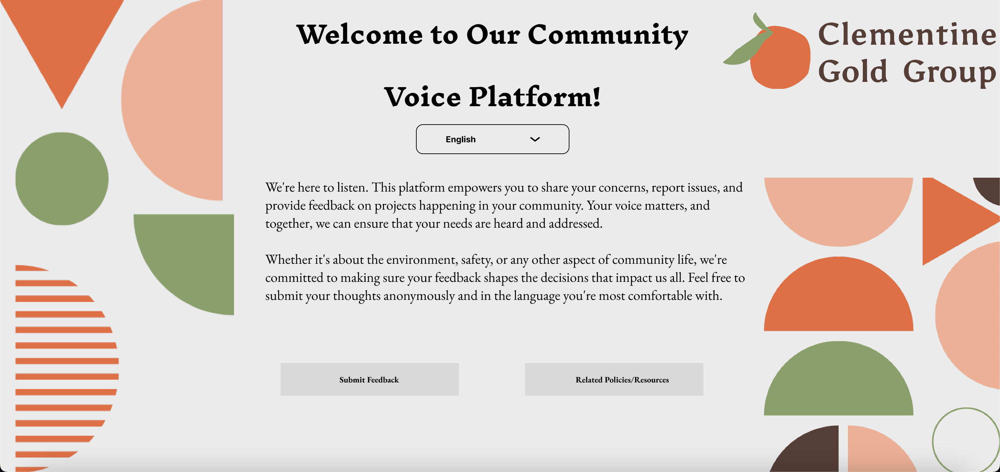 Welcome to Our Community
Voice Platform!
Clementine
Gold Group
English
We're here to listen. This platform empowers you to share your concerns, report issues, and
provide feedback on projects happening in your community. Your voice matters, and
together, we can ensure that your needs are heard and addressed.
Whether it's about the environment, safety, or any other aspect of community life, we're
committed to making sure your feedback shapes the decisions that impact us all. Feel free to
submit your thoughts anonymously and in the language you're most comfortable with.
Submit Feedback
Related Policies/Resources